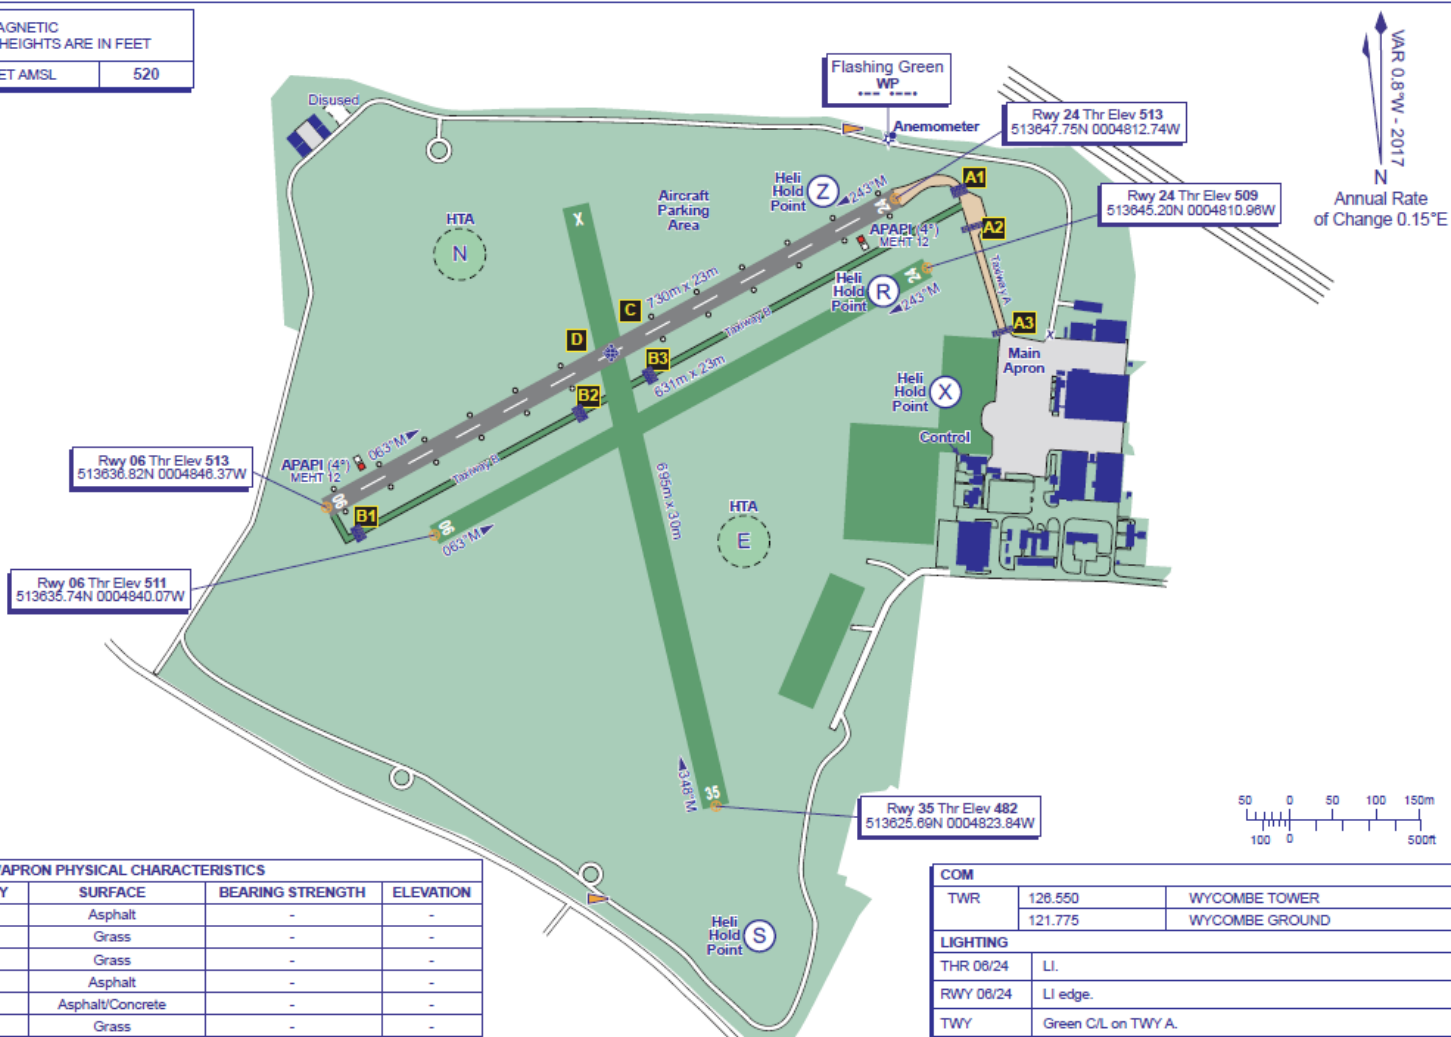 AGNETIC
HEIGHTS ARE IN FEET
ET AMSL 520
Disused
Flashing Green
WP
Anemometer
Rwy 24 Thr Elev 513
513647.75N 0004812.74W
VAR 0.8°W - 2017
N
Annual Rate
of Change 0.15°E
Rwy 24 Thr Elev 509
513645.20N 0004810.96W
Heli
Hold
Point
Z
243°M
24
A1
A2
Taxiway A
A3
Aircraft
Parking
Area
HTA
N
X
APAPI (4°)
MEHT 12
Heli
Hold
Point
R
24
243°M
730m x 23m
C
D
Taxiway B
B3
B2
631m x 23m
X
Main
Apron
Heli
Hold
Point
X
Control
063°M
APAPI (4°)
MEHT 12
Rwy 06 Thr Elev 513
513636.82N 0004846.37W
06
B1
Taxiway B
06
063°M
695m x 30m
HTA
E
Rwy 06 Thr Elev 511
513635.74N 0004840.07W
348°M
35
Rwy 35 Thr Elev 482
513625.69N 0004823.84W
50 0 50 100 150m
100 0 500ft
Heli
Hold
Point
S
/APRON PHYSICAL CHARACTERISTICS
Y SURFACE BEARING STRENGTH ELEVATION
Asphalt - -
Grass - -
Grass - -
Asphalt - -
Asphalt/Concrete - -
Grass - -
COM
TWR 126.550 WYCOMBE TOWER
121.775 WYCOMBE GROUND
LIGHTING
THR 06/24 LI.
RWY 06/24 LI edge.
TWY Green C/L on TWY A.